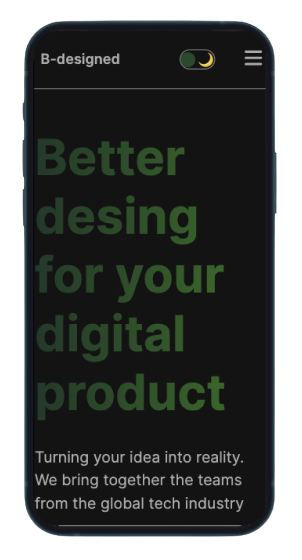 B-designed
Better
desing
for your
digital
product
Turning your idea into reality.
We bring together the teams
from the global tech industry